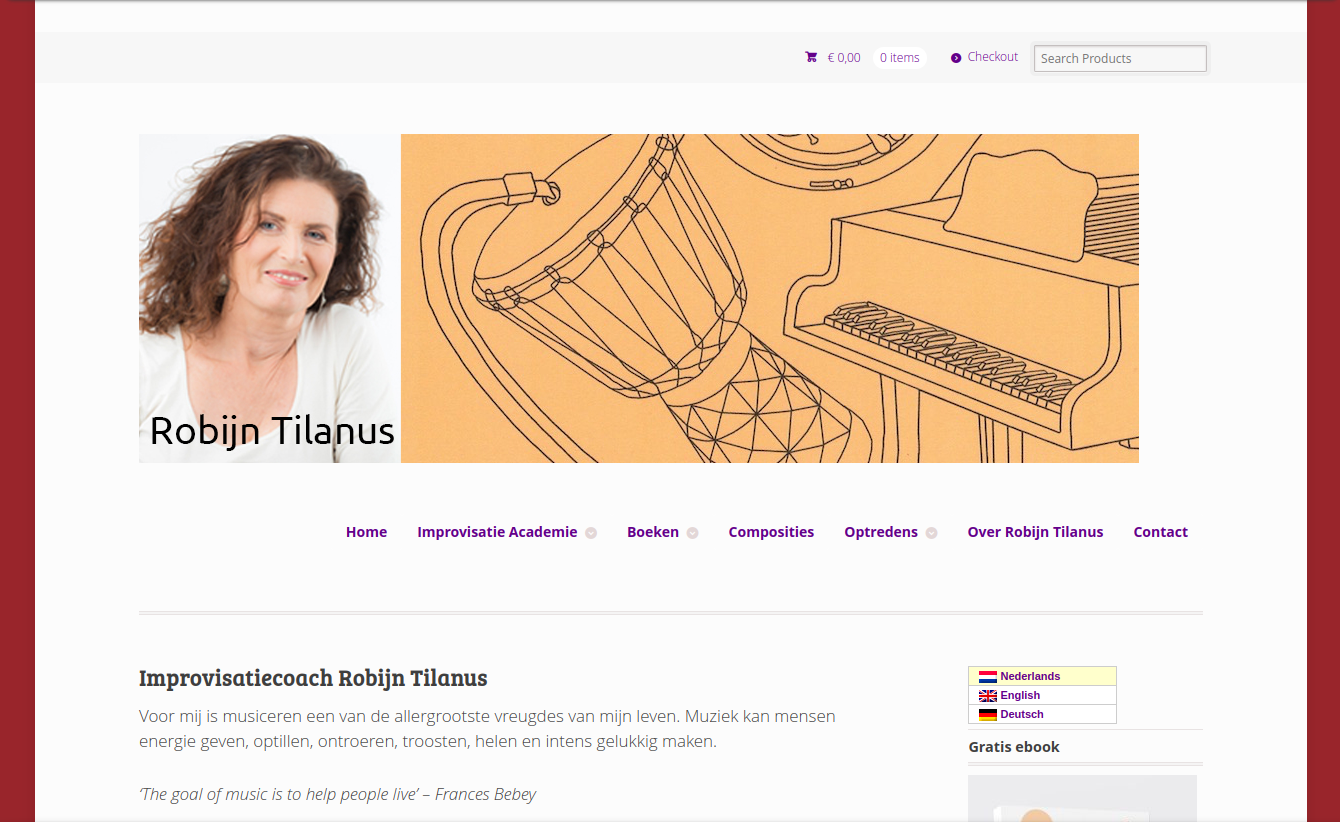 € 0,00 0 items Checkout Search Products
Robijn Tilanus
Home Improvisatie Academie Boeken Composities Optredens Over Robijn Tilanus Contact
Improvisatiecoach Robijn Tilanus
Voor mij is musiceren een van de allergrootste vreugdes van mijn leven. Muziek kan mensen
energie geven, optillen, ontroeren, troosten, helen en intens gelukkig maken.
‘The goal of music is to help people live’ – Frances Bebey
Nederlands
English
Deutsch
Gratis ebook